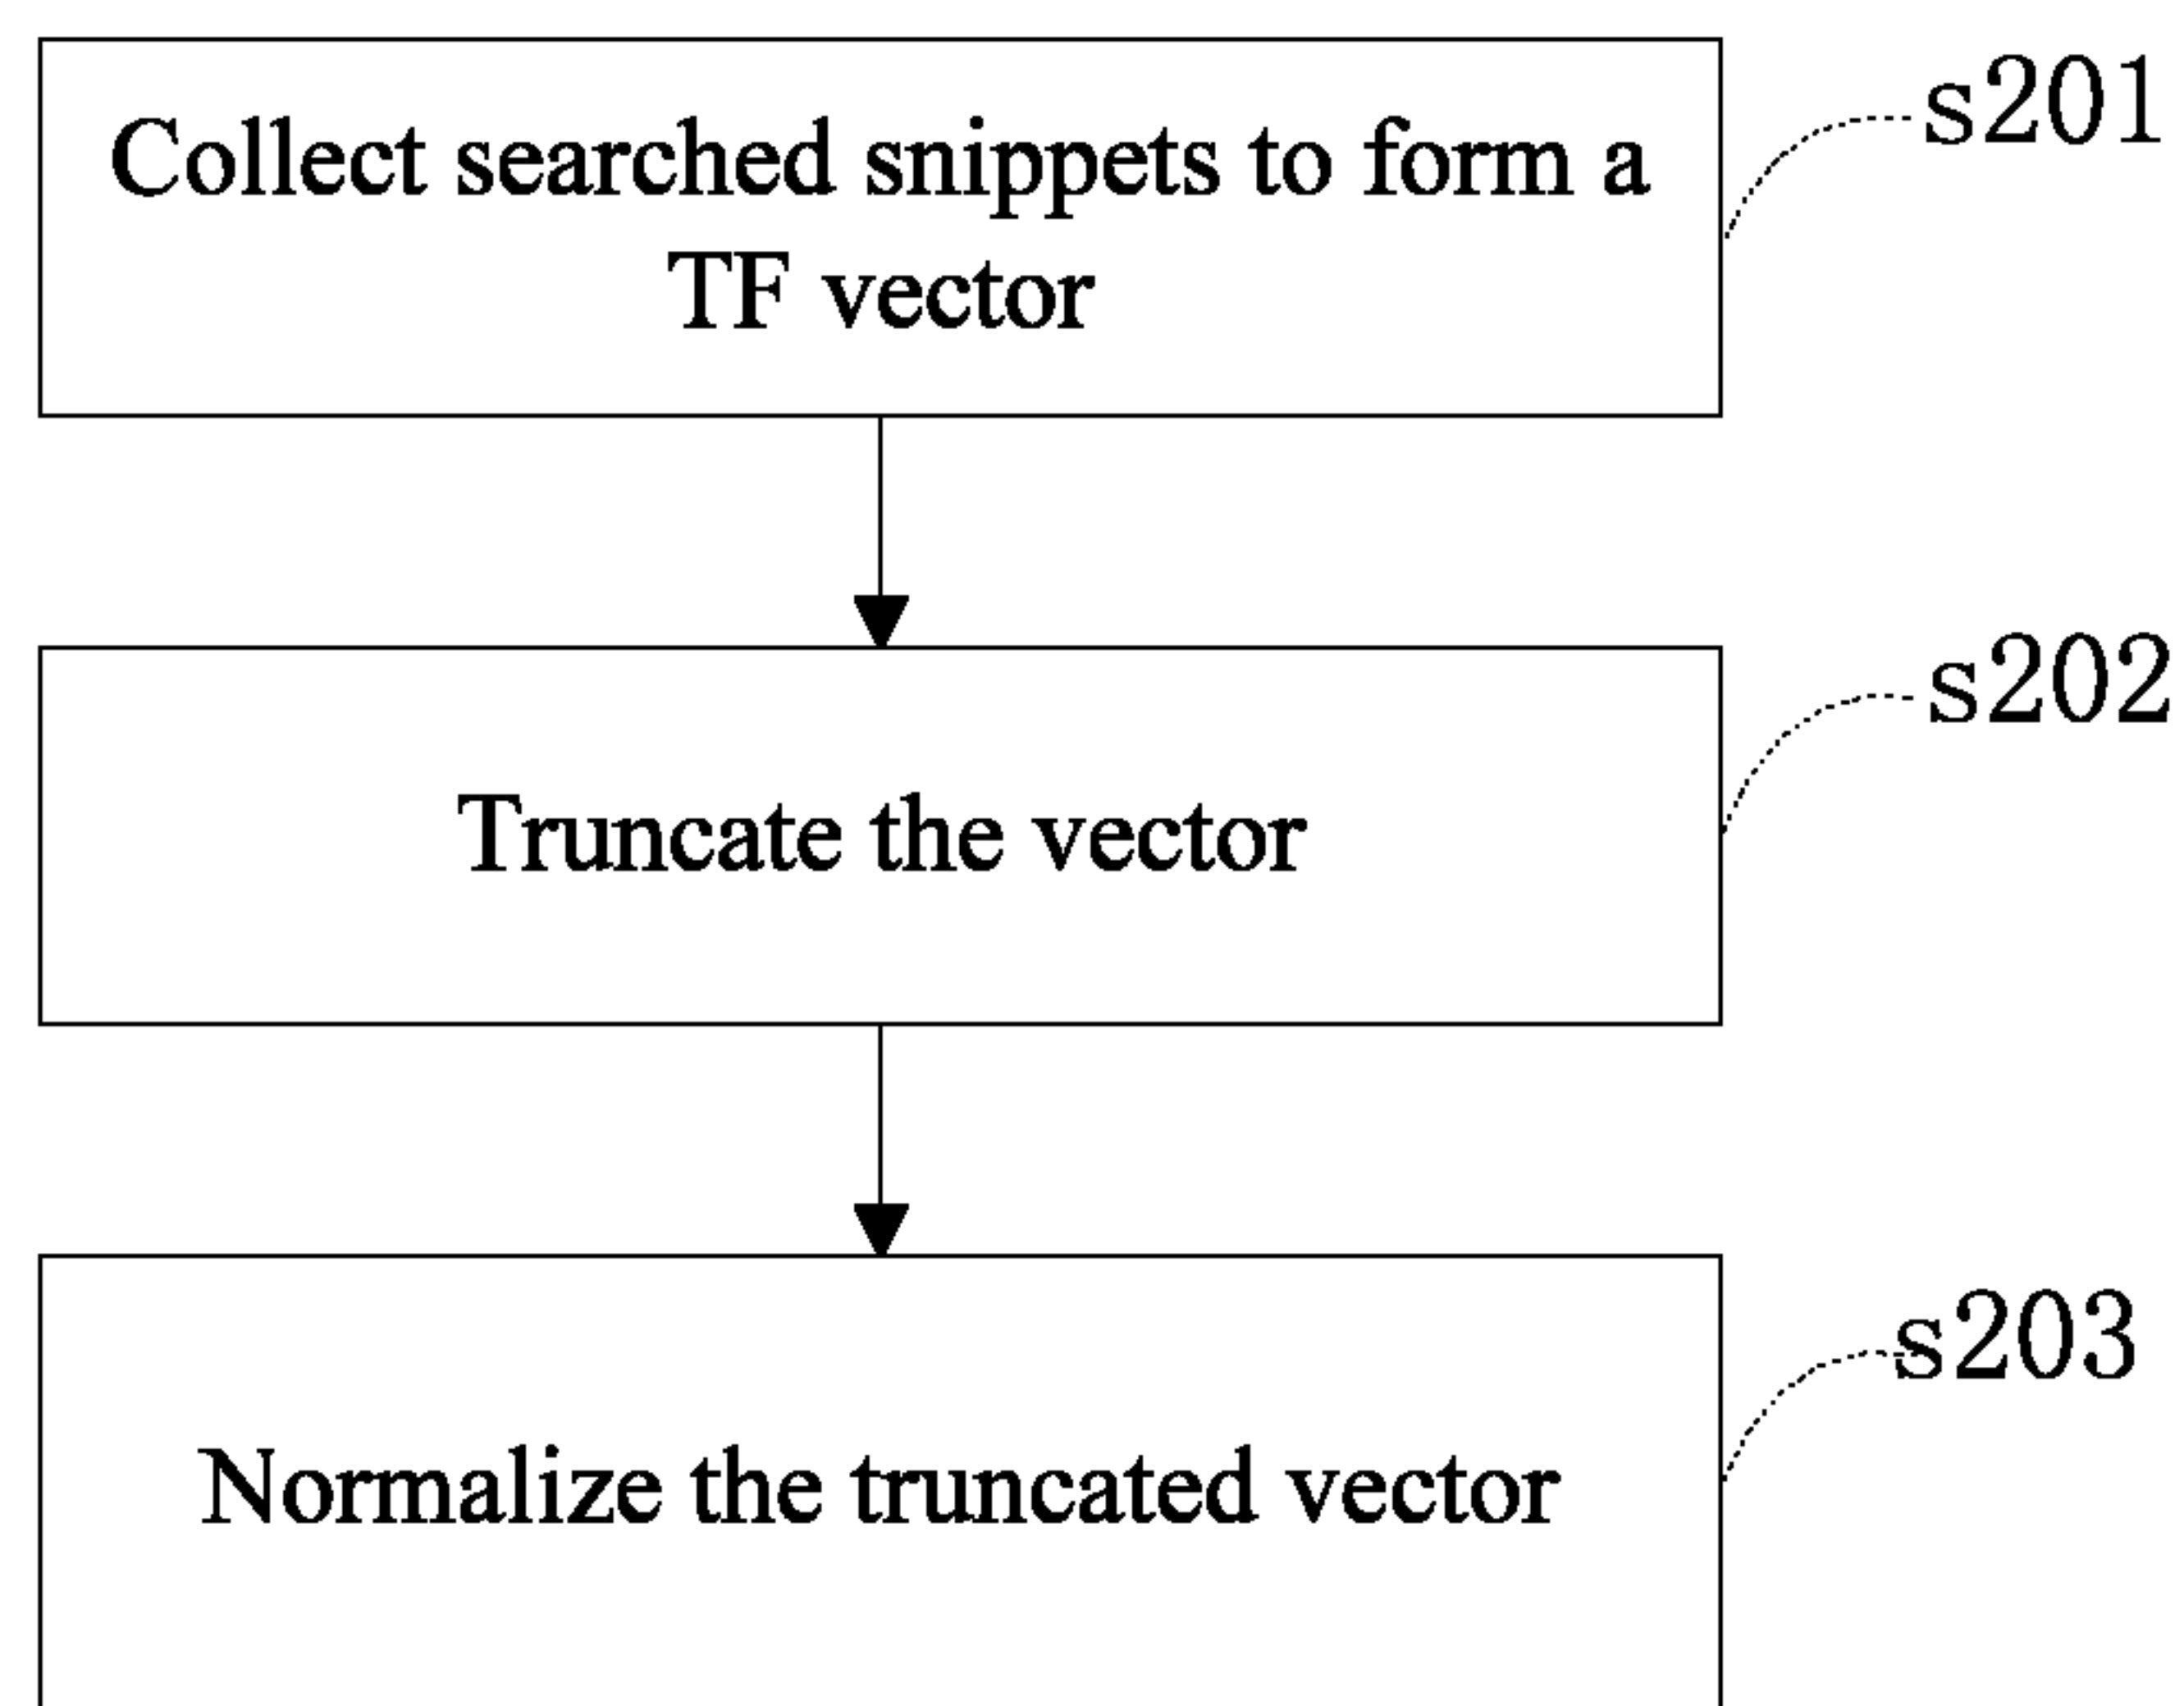 Collect searched snippets to form a
TF vector
s201
Truncate the vector
s202
Normalize the truncated vector
s203